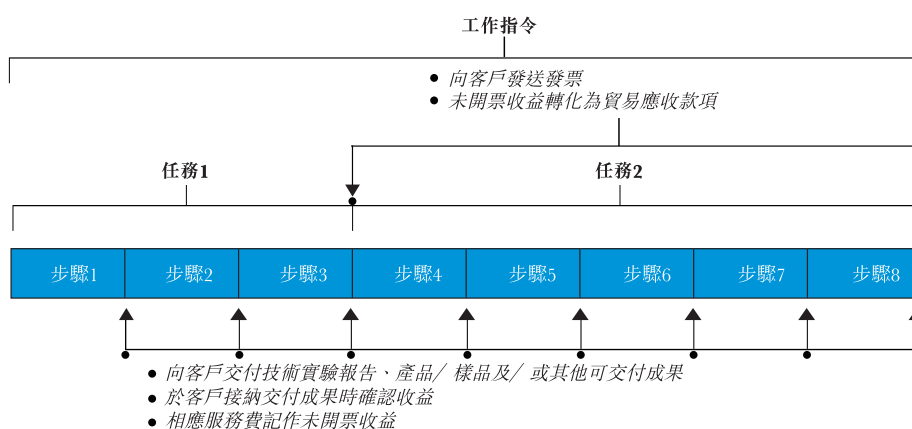 工作指令
向客戶發送發票
未開票收益轉化為貿易應收款項
任務1
任務2
步驟1 步驟2 步驟3 步驟4 步驟5 步驟6 步驟7 步驟8
向客戶交付技術實驗報告、產品/ 樣品及/ 或其他可交付成果
於客戶接納交付成果時確認收益
相應服務費記作未開票收益